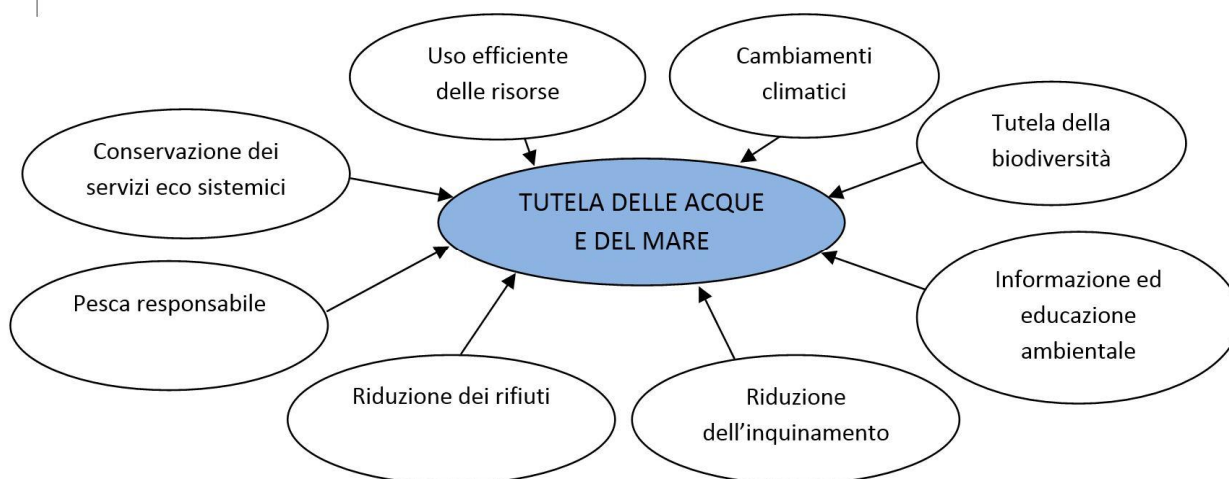 Uso efficiente
delle risorse
Cambiamenti
climatici
Tutela della
biodiversità
Conservazione dei
servizi eco sistemici
TUTELA DELLE ACQUE
E DEL MARE
Pesca responsabile
Informazione ed
educazione
ambientale
Riduzione dei rifiuti
Riduzione
dell’inquinamento